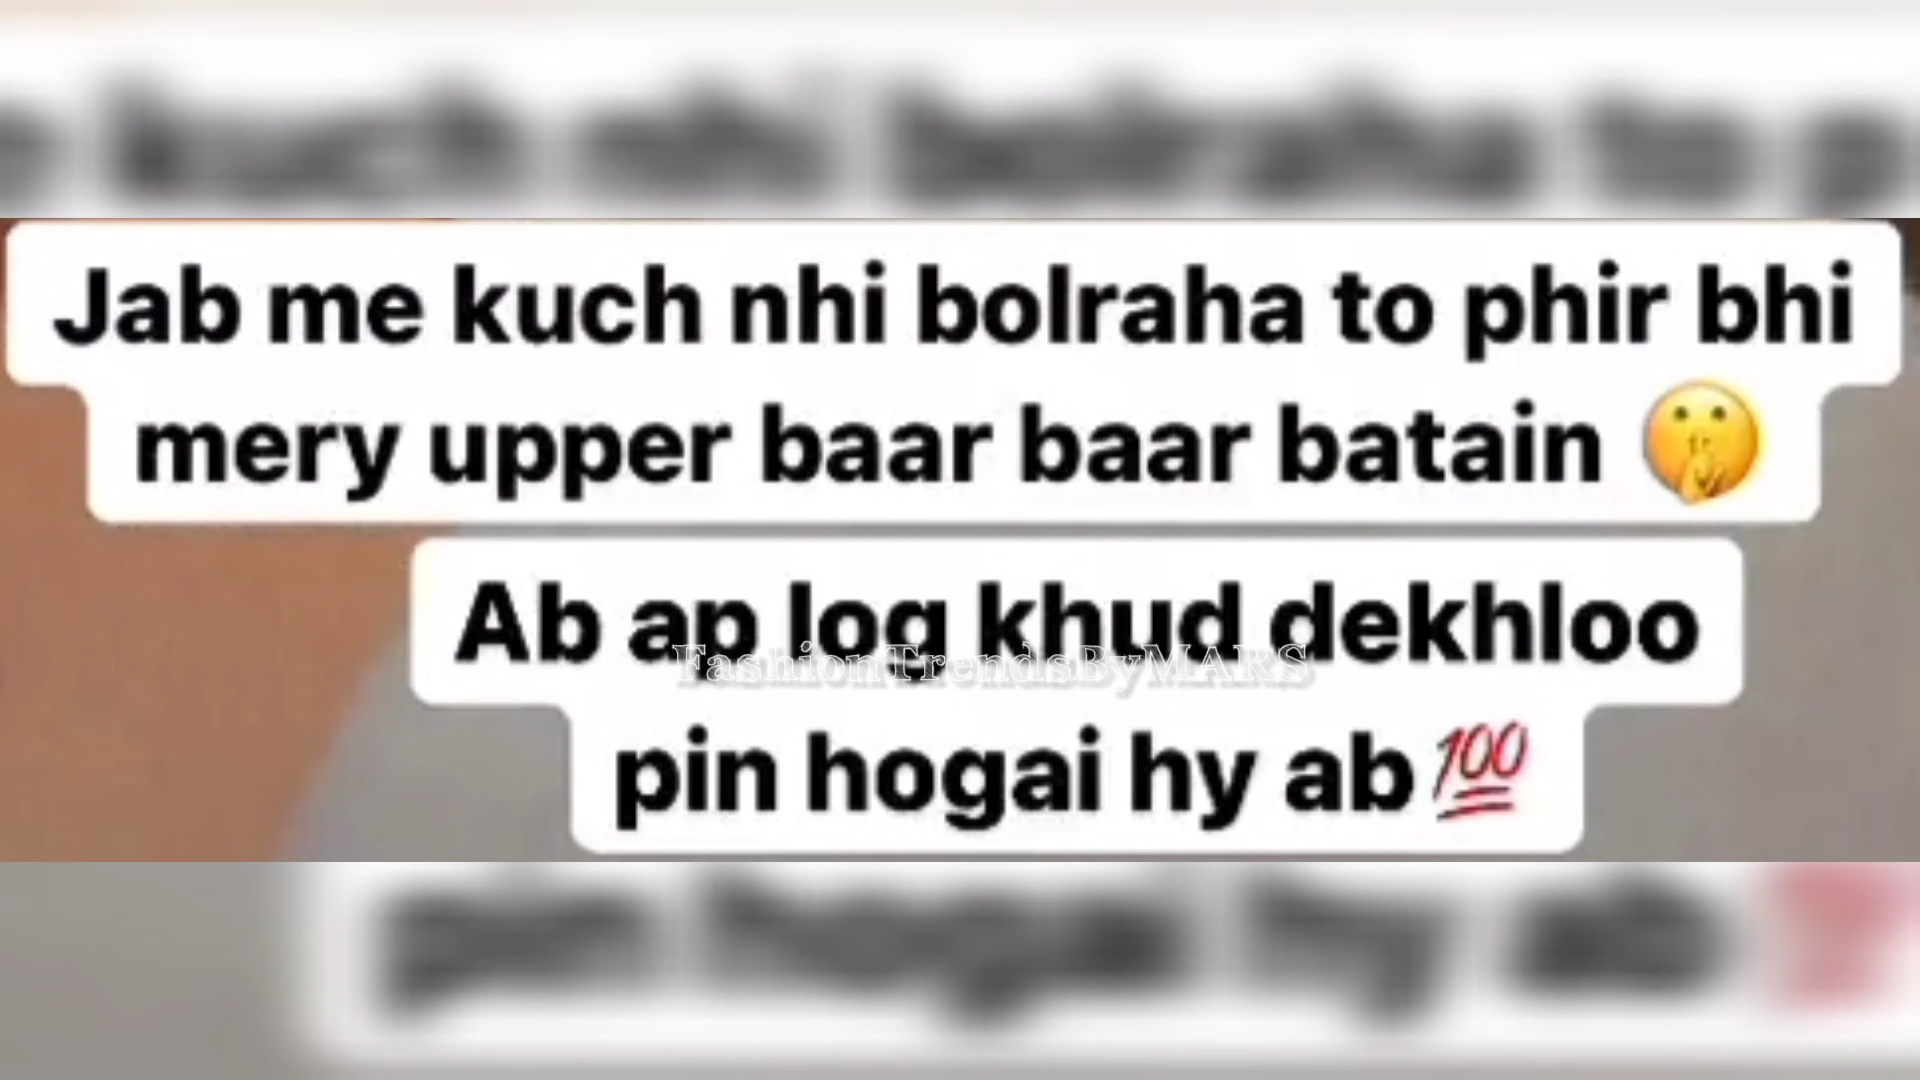 Jab me kuch nhi bolraha to phir bhi
mery upper baar baar batain 🤫
Ab ap log khud dekhloo
FashionTrendsByMAKS
pin hogai hy ab💯